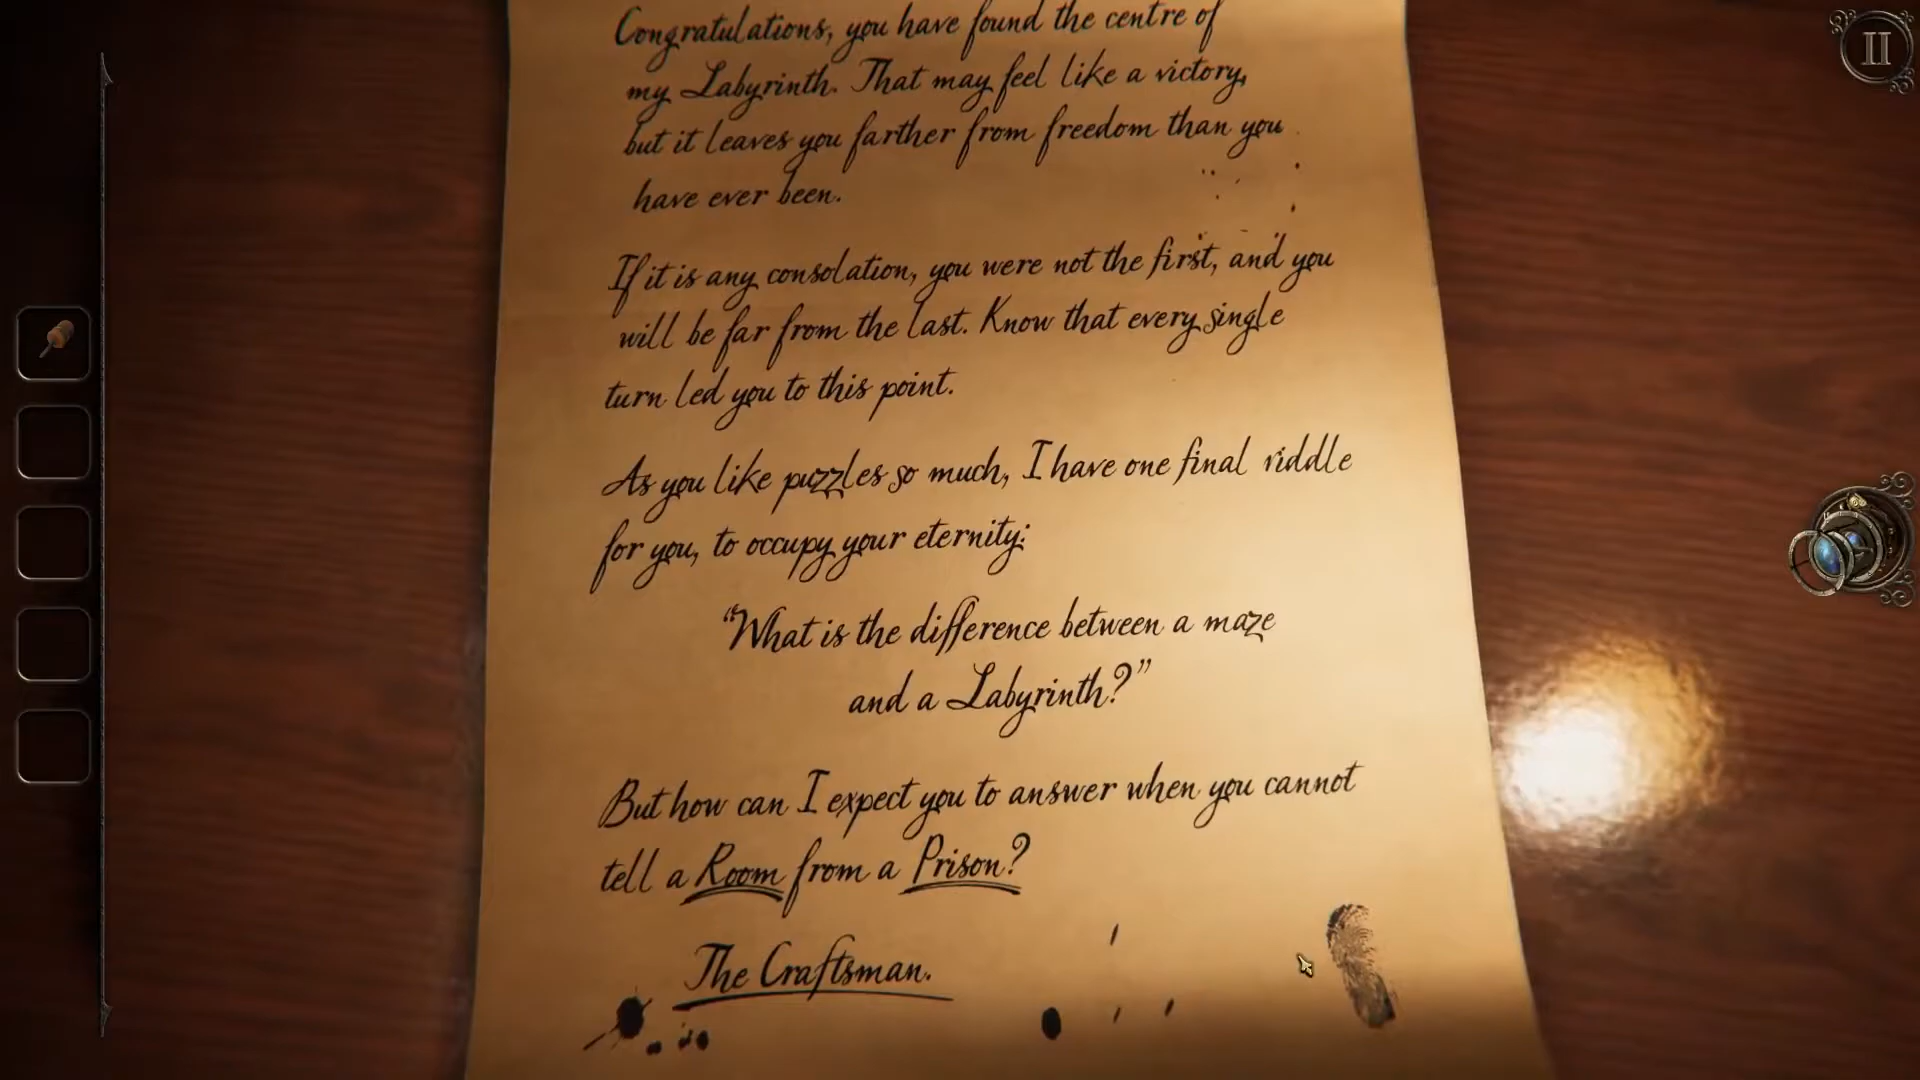 Congratulations, you have found the centre of
my Labyrinth. That may feel like a victory,
but it leaves you farther from freedom than you
have ever been.
If it is any consolation, you were not the first, and you
will be far from the last. Know that every single
turn led you to this point.
As you like puzzles so much, I have one final riddle
for you, to occupy your eternity:
"What is the difference between a maze
and a Labyrinth?"
But how can I expect you to answer when you cannot
tell a Room from a Prison?
The Craftsman.